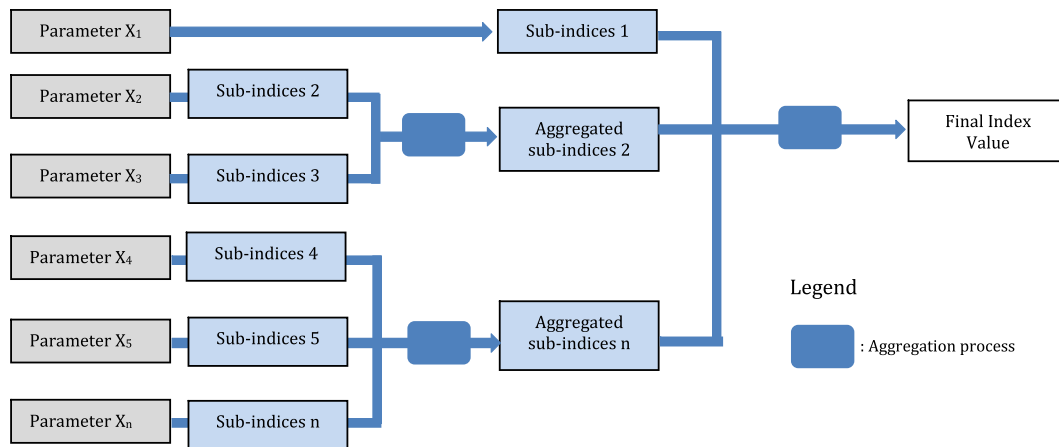 Parameter X₁
Sub-indices 1
Parameter X₂
Sub-indices 2
Aggregated
sub-indices 2
Final Index
Value
Parameter X₃
Sub-indices 3
Parameter X₄
Sub-indices 4
Legend
Parameter X₅
Sub-indices 5
Aggregated
sub-indices n
: Aggregation process
Parameter Xₙ
Sub-indices n